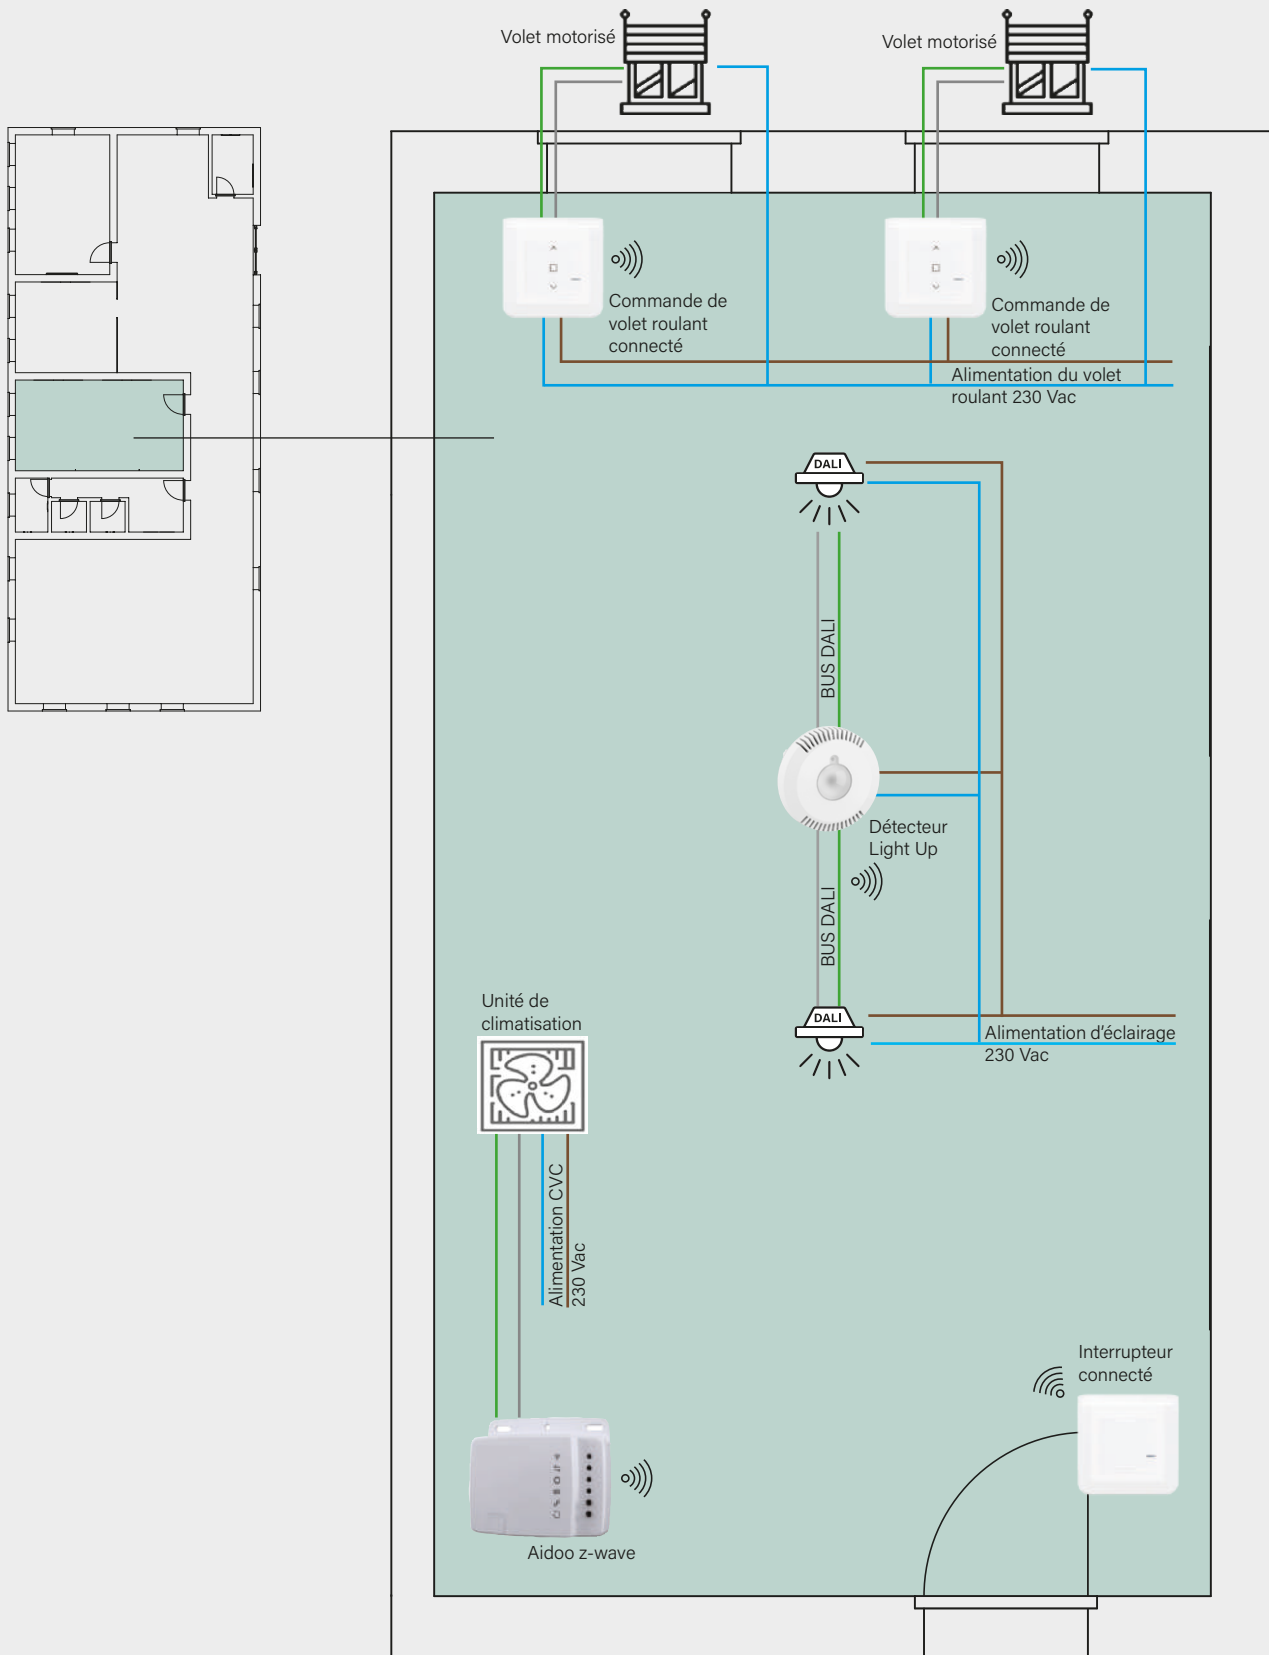 Volet motorisé
Volet motorisé
Commande de
volet roulant
connecté
Commande de
volet roulant
connecté
Alimentation du volet
roulant 230 Vac
DALI
BUS DALI
Détecteur
Light Up
BUS DALI
Unité de
climatisation
DALI
Alimentation d'éclairage
230 Vac
Alimentation CVC
230 Vac
Interrupteur
connecté
Aidoo z-wave